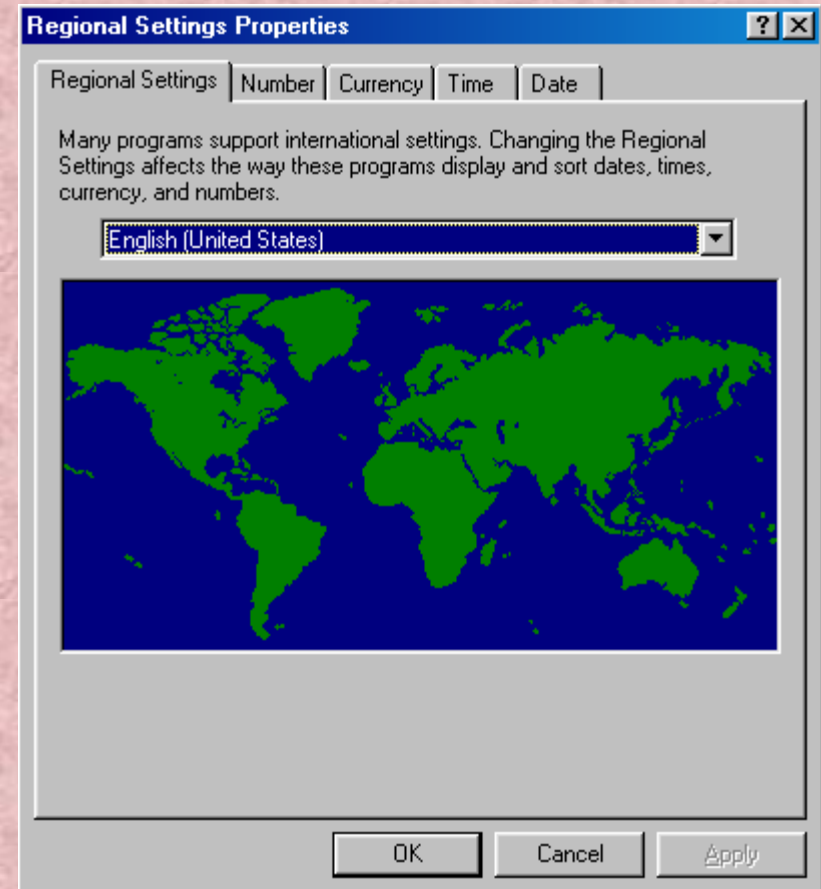 Regional Settings Properties
?
Regional Settings
Number
Currency
Time
Date
Many programs support international settings. Changing the Regional
Settings affects the way these programs display and sort dates, times,
currency, and numbers.
English (United States)
OK
Cancel
Apply